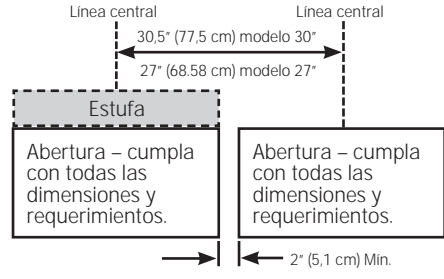 Línea central
Línea central
30,5” (77,5 cm) modelo 30”
27” (68.58 cm) modelo 27”
Estufa
Abertura – cumpla
con todas las
dimensiones y
requerimientos.
Abertura – cumpla
con todas las
dimensiones y
requerimientos.
2” (5,1 cm) Mín.